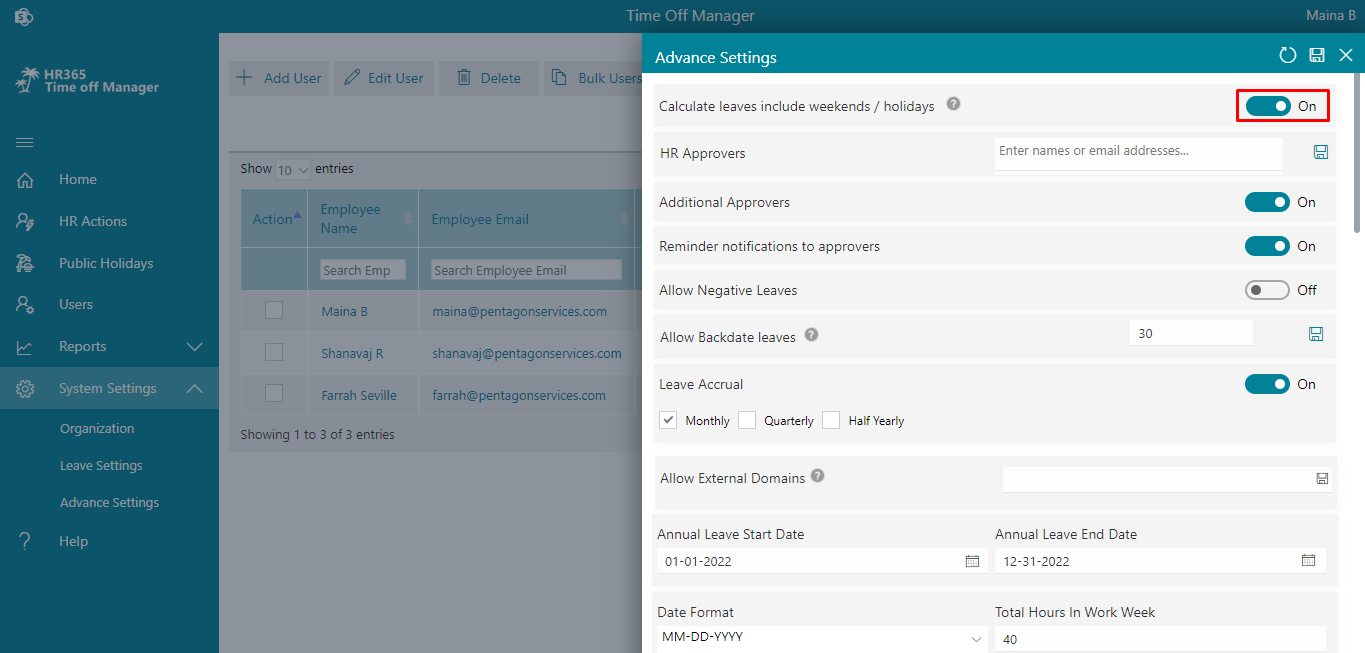 Time Off Manager
Maina B
HR365
Time off Manager
Home
HR Actions
Public Holidays
Users
Reports
System Settings
Organization
Leave Settings
Advance Settings
Help
Add User
Edit User
Delete
Bulk Users
Show 10 entries
Action
Employee
Name
Employee Email
Search Emp
Search Employee Email
Maina B maina@pentagonservices.com
Shanavaj R shanavaj@pentagonservices.com
Farrah Seville farrah@pentagonservices.com
Showing 1 to 3 of 3 entries
Advance Settings
Calculate leaves include weekends / holidays ? On
HR Approvers Enter names or email addresses...
Additional Approvers On
Reminder notifications to approvers On
Allow Negative Leaves Off
Allow Backdate leaves ? 30
Leave Accrual On
Monthly Quarterly Half Yearly
Allow External Domains ?
Annual Leave Start Date Annual Leave End Date
01-01-2022 12-31-2022
Date Format Total Hours In Work Week
MM-DD-YYYY 40